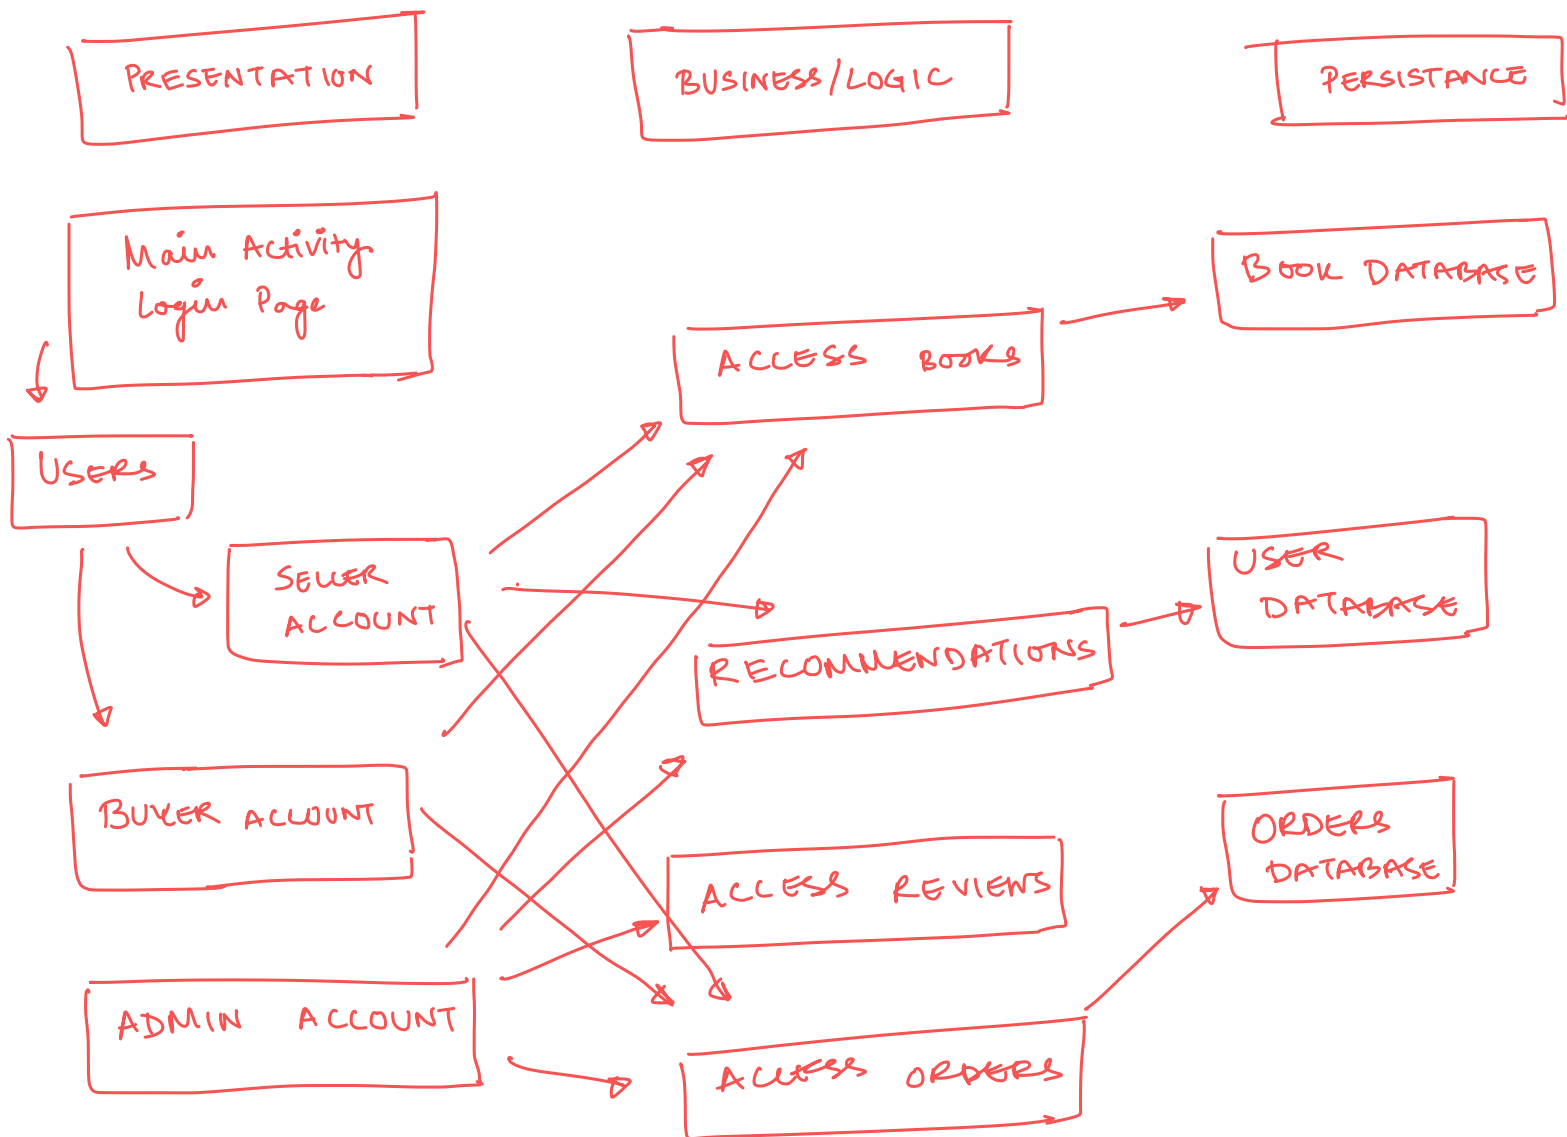 PRESENTATION
BUSINESS/LOGIC
PERSISTANCE
Main Activity
Login Page
BOOK DATABASE
ACCESS BOOKS
USERS
SELLER
ACCOUNT
USER
DATABASE
RECOMMENDATIONS
BUYER ACCOUNT
ORDERS
DATABASE
ACCESS REVIEWS
ADMIN ACCOUNT
ACCESS ORDERS